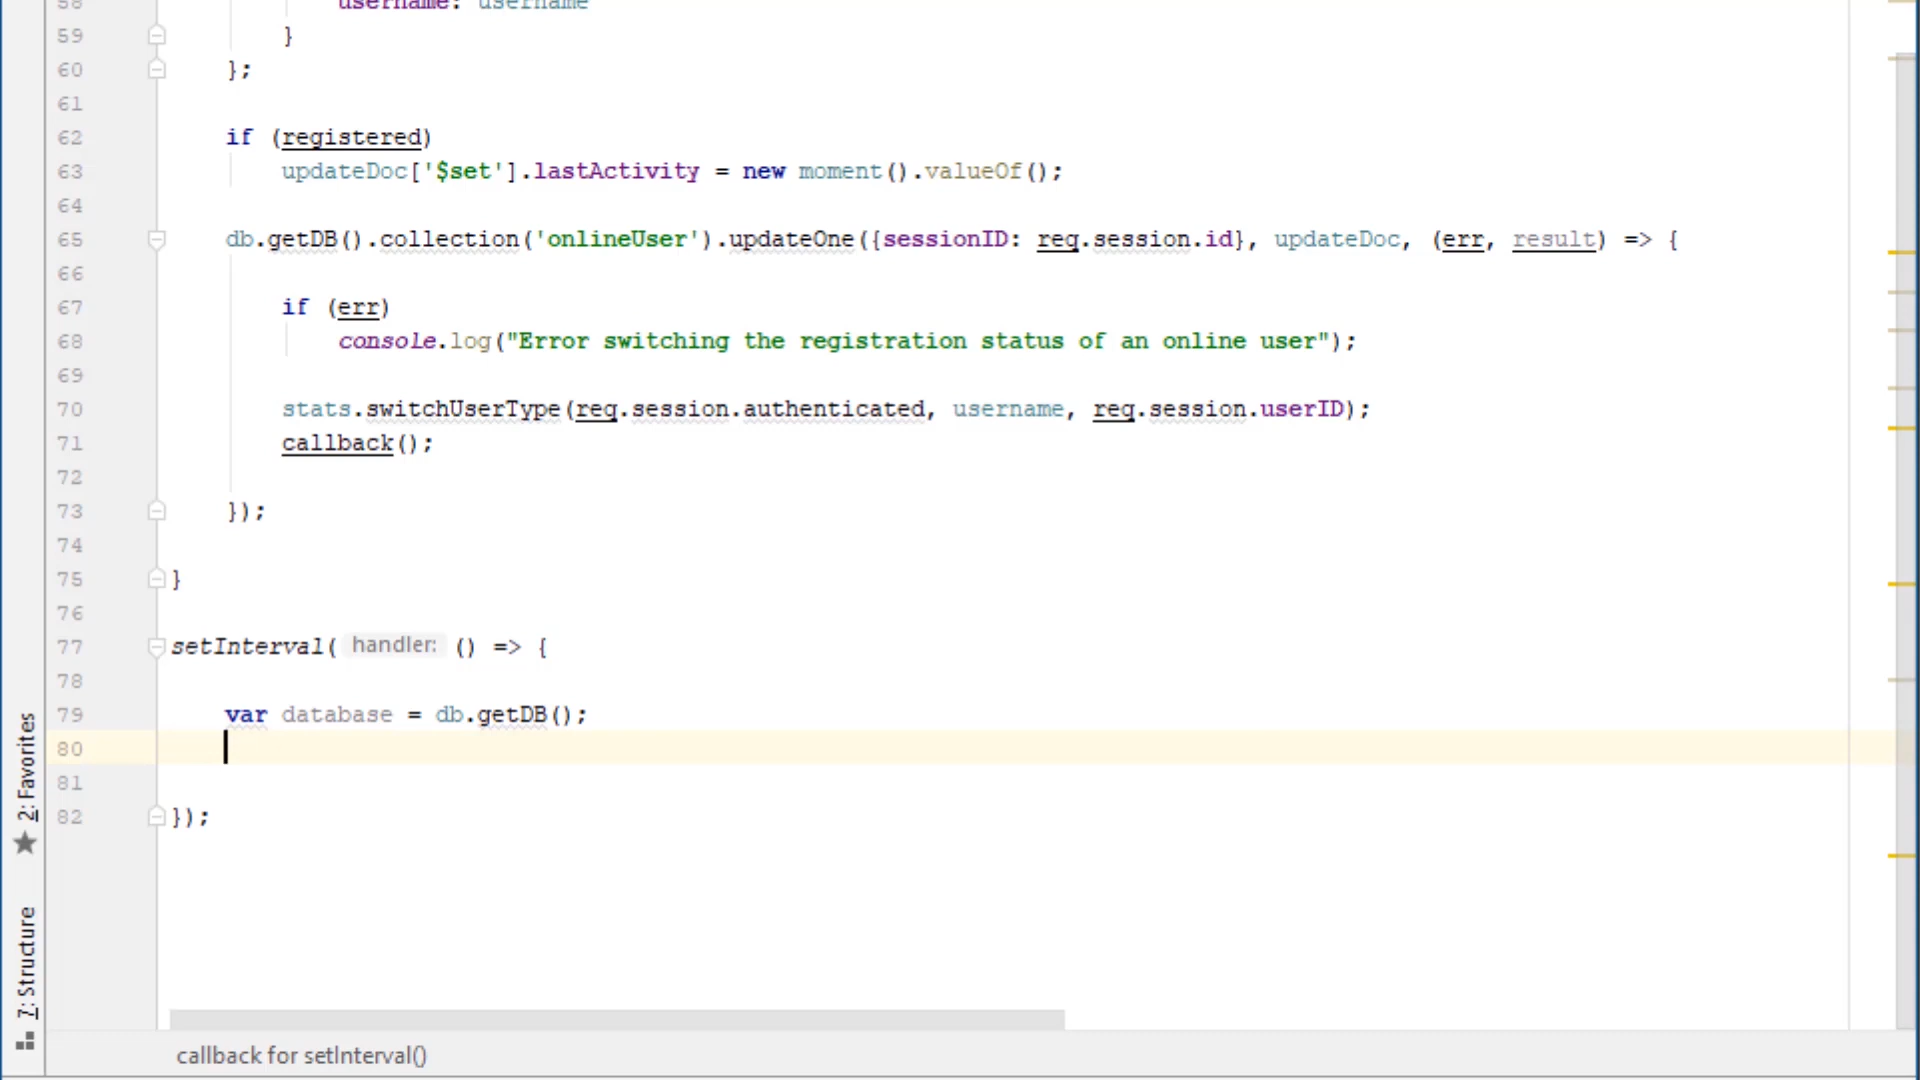 58 username: username
59 }
60 };
61
62 if (registered)
63 updateDoc['$set'].lastActivity = new moment().valueOf();
64
65 db.getDB().collection('onlineUser').updateOne({sessionID: req.session.id}, updateDoc, (err, result) => {
66
67 if (err)
68 console.log("Error switching the registration status of an online user");
69
70 stats.switchUserType(req.session.authenticated, username, req.session.userID);
71 callback();
72
73 });
74
75 }
76
77 setInterval( handler: () => {
78
79 var database = db.getDB();
80
81
82 });
2: Favorites
7: Structure
callback for setInterval()